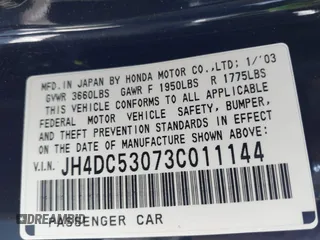 MFD.IN JAPAN BY HONDA MOTOR CO.,LTD: 1/'03
GVWR 3660LBS GAWR F 1950LBS R 1775LBS
THIS VEHICLE CONFORMS TO ALL APPLICABLE
FEDERAL MOTOR VEHICLE SAFETY, BUMPER,
AND THEFT PREVENTION STANDARDS IN EFFECT
ON THE DATE OF MANUFACTURE SHOWN ABOVE.
V.I.N. JH4DC53073C011144
PASSENGER CAR
DREAMBID